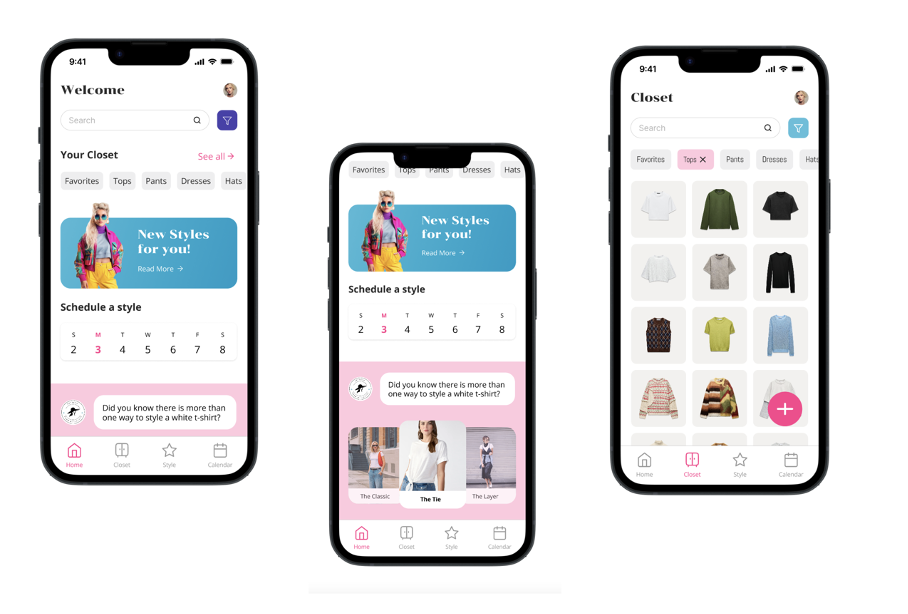 9:41
Welcome
Search
Your Closet
See all →
Favorites Tops Pants Dresses Hats
New Styles
for you!
Read More →
Schedule a style
S M T W T F S
2 3 4 5 6 7 8
Did you know there is more than
one way to style a white t-shirt?
Home Closet Style Calendar
Favorites Tops Pants Dresses Hats
New Styles
for you!
Read More →
Schedule a style
S M T W T F S
2 3 4 5 6 7 8
Did you know there is more than
one way to style a white t-shirt?
The Classic The Tie The Layer
Home Closet Style Calendar
9:41
Closet
Search
Favorites Tops X Pants Dresses Hats
Home Closet Style Calendar